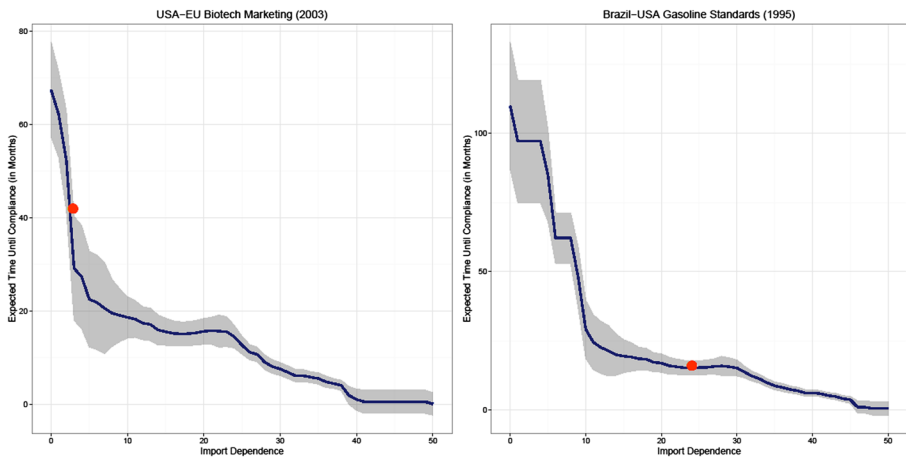 USA−EU Biotech Marketing (2003)
80
60
40
20
0
Expected Time Until Compliance (in Months)
0 10 20 30 40 50
Import Dependence
Brazil−USA Gasoline Standards (1995)
100
50
0
Expected Time Until Compliance (in Months)
0 10 20 30 40 50
Import Dependence